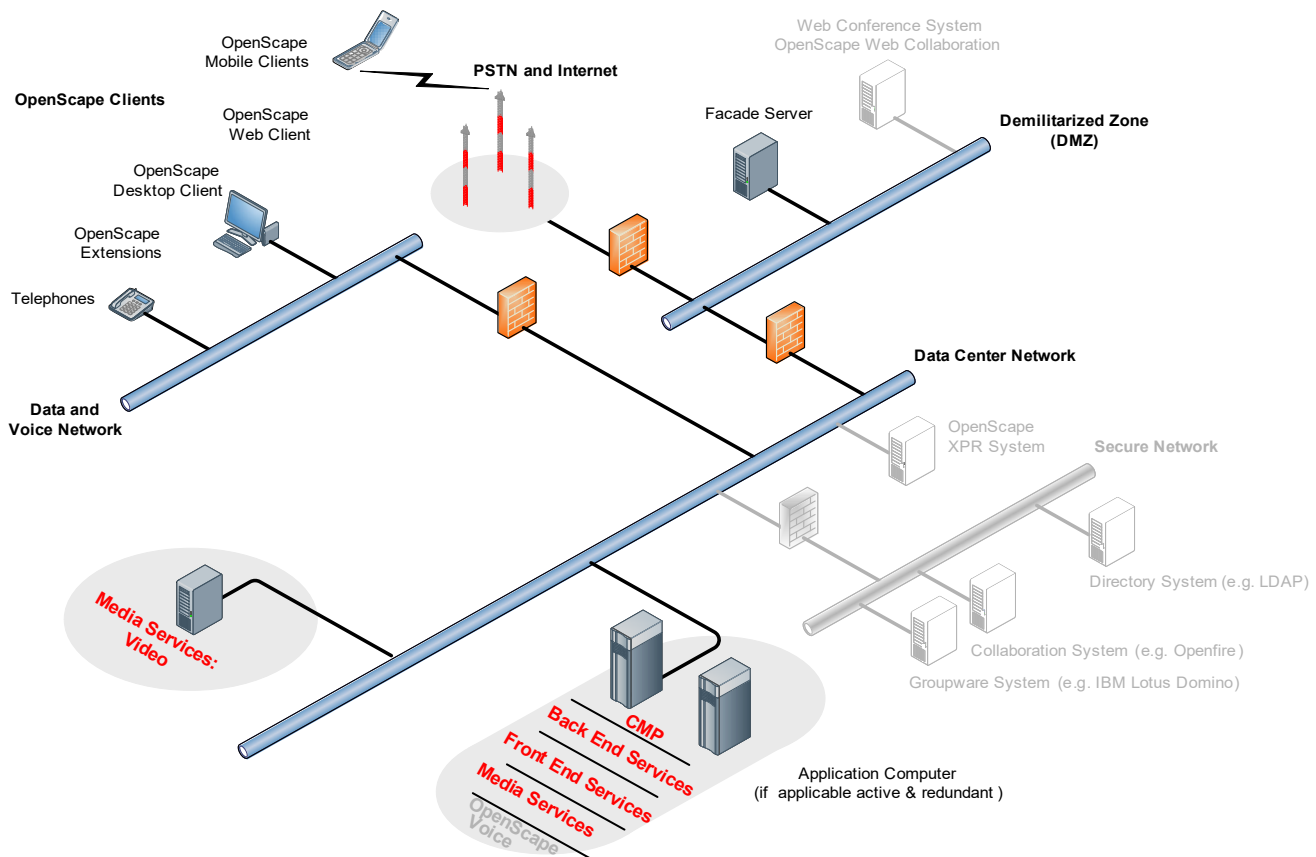 OpenScape
Mobile Clients
Web Conference System
OpenScape Web Collaboration
PSTN and Internet
OpenScape Clients
OpenScape
Web Client
Facade Server
Demilitarized Zone
(DMZ)
OpenScape
Desktop Client
OpenScape
Extensions
Telephones
Data Center Network
Data and
Voice Network
OpenScape
XPR System
Secure Network
Directory System (e.g. LDAP)
Media Services:
Video
Collaboration System (e.g. Openfire)
Groupware System (e.g. IBM Lotus Domino)
CMP
Back End Services
Front End Services
Media Services
OpenScape
Voice
Application Computer
(if applicable active & redundant)